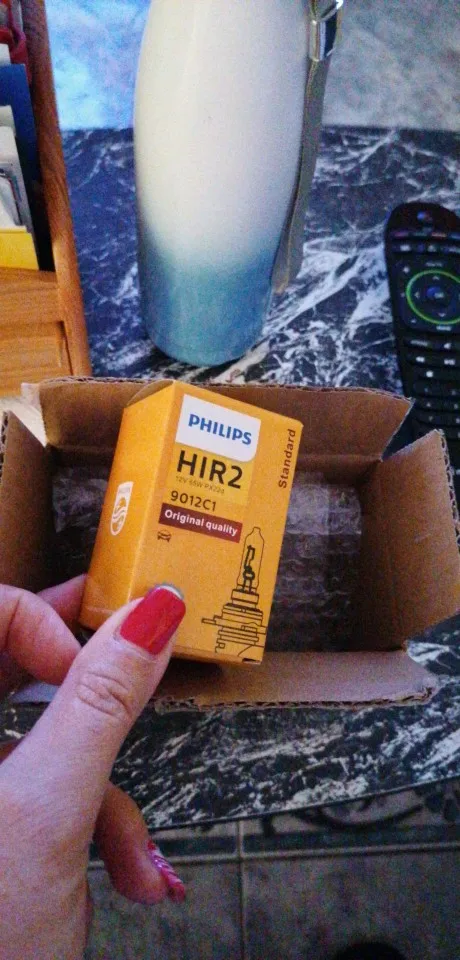 PHILIPS
HIR2
12V 55W PX22d
9012C1
Original quality
Standard